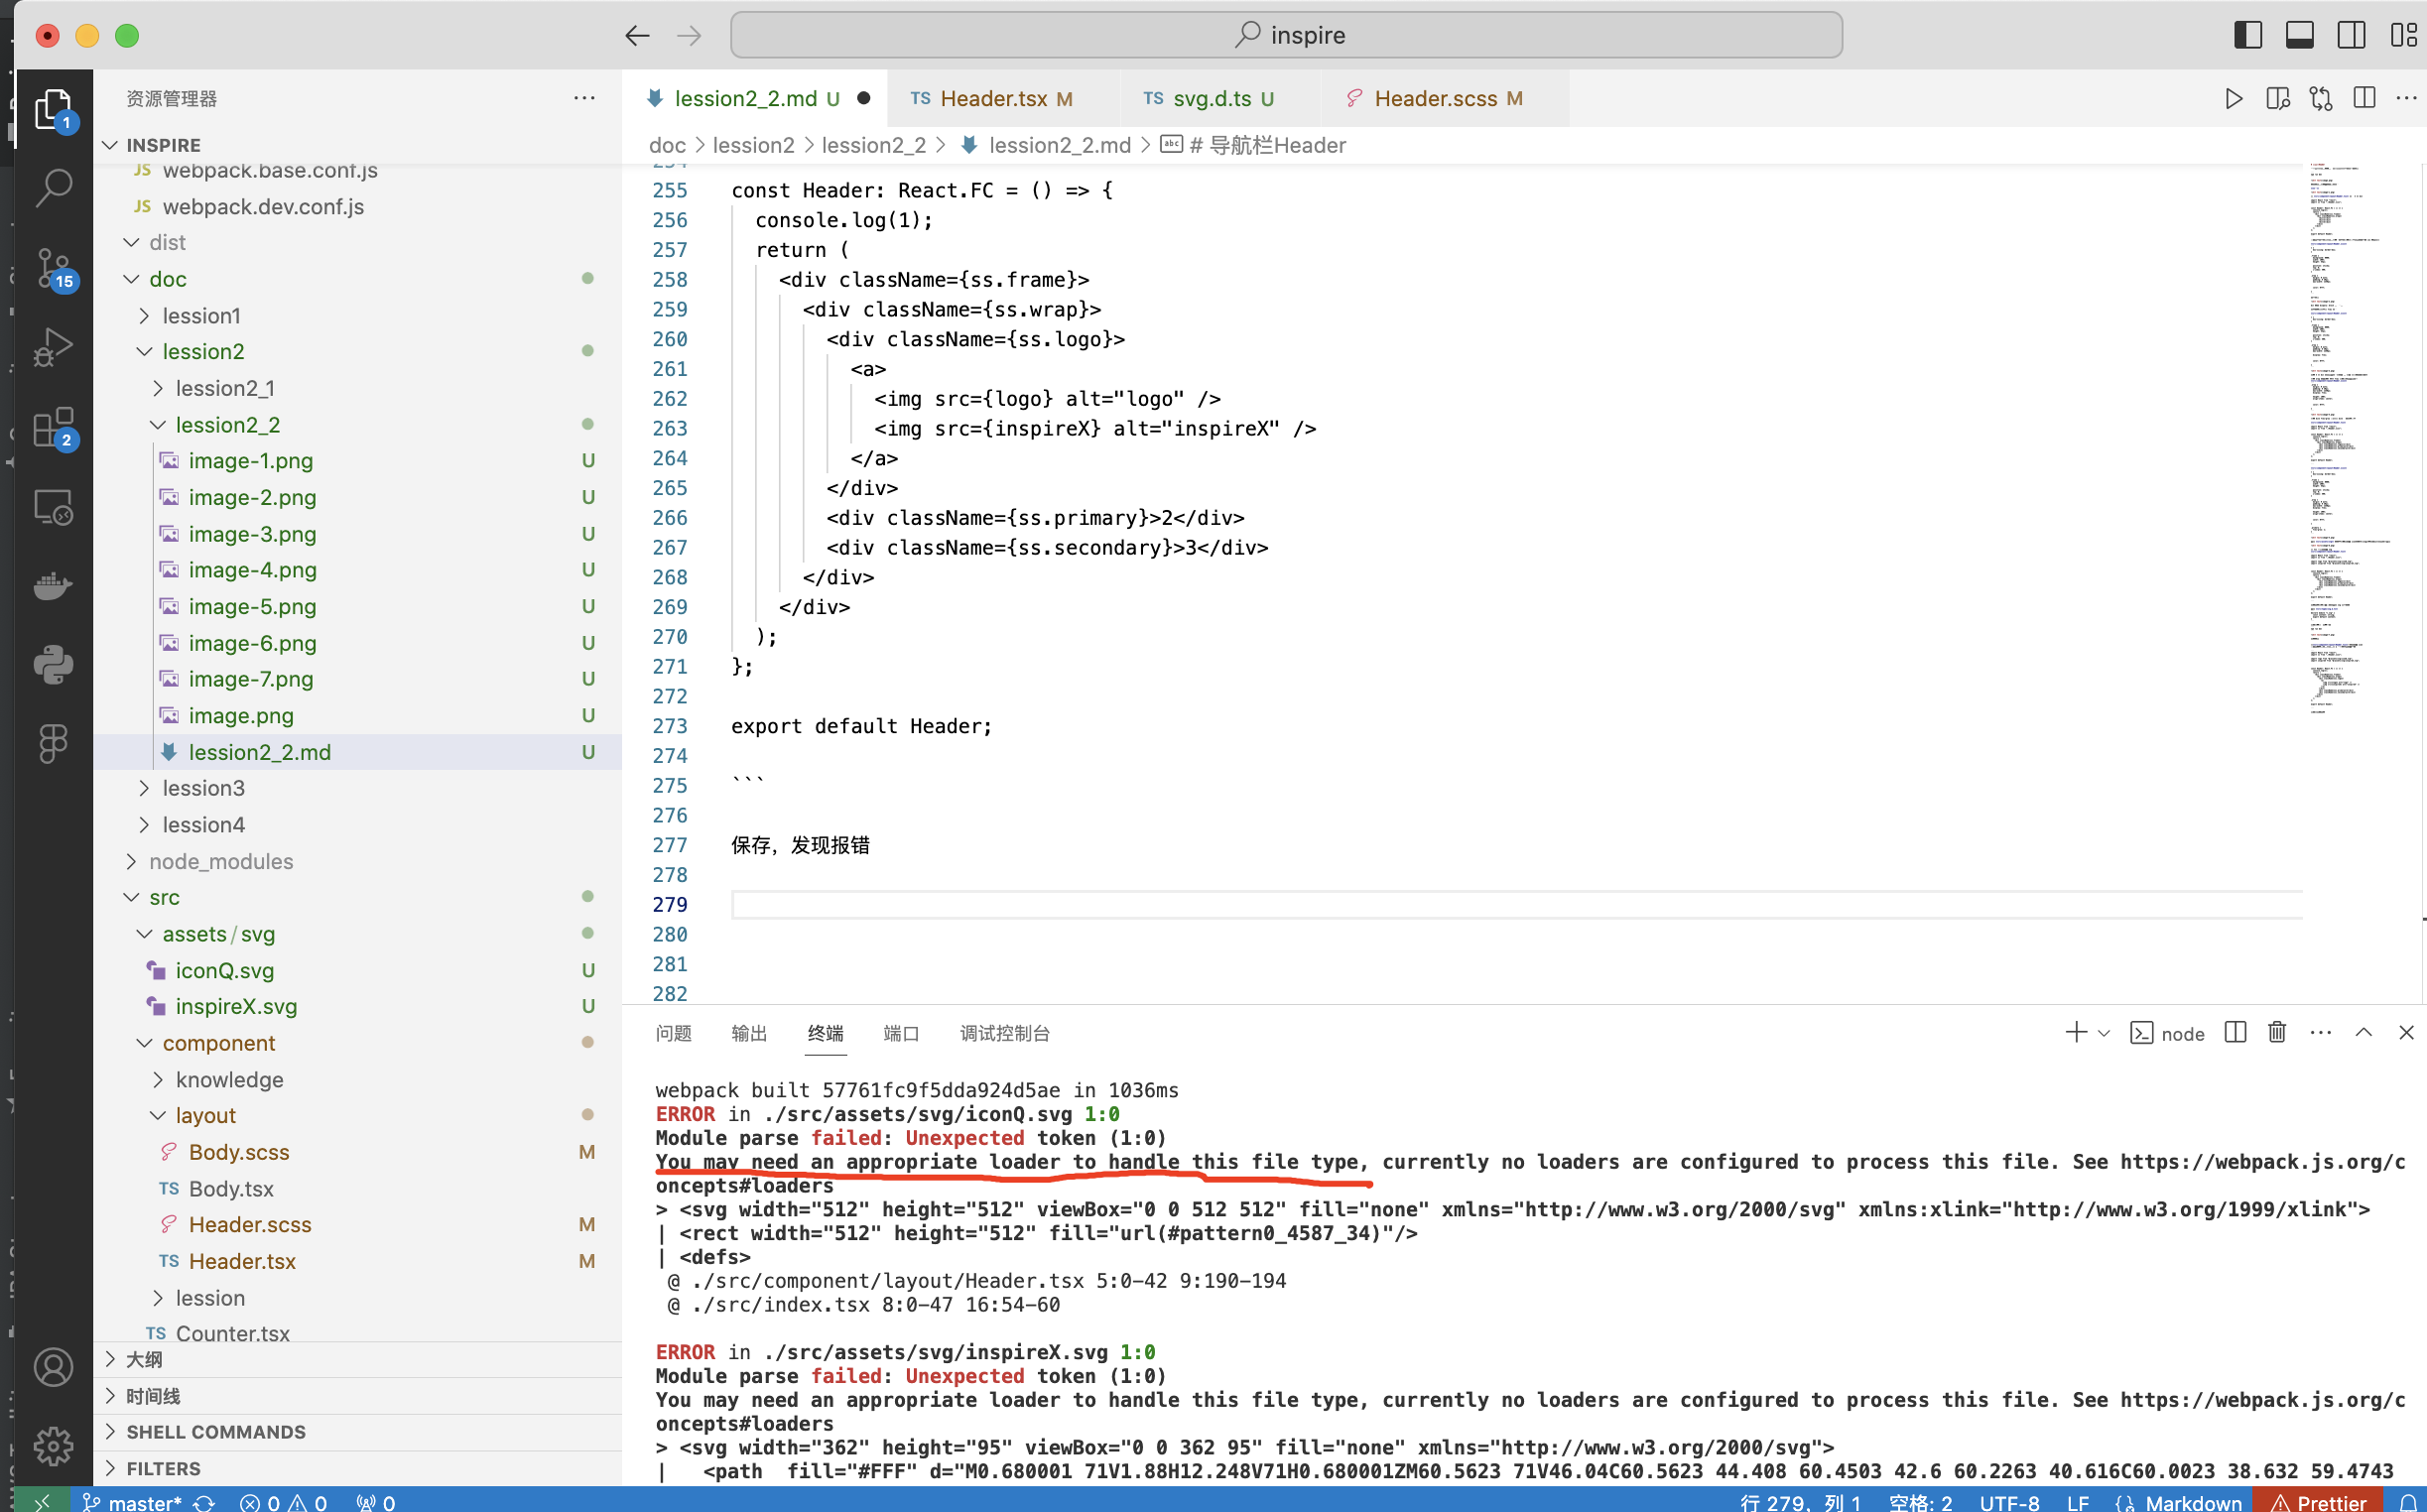 inspire
资源管理器
INSPIRE
JS webpack.base.conf.js
JS webpack.dev.conf.js
dist
doc
lession1
lession2
lession2_1
lession2_2
image-1.png U
image-2.png U
image-3.png U
image-4.png U
image-5.png U
image-6.png U
image-7.png U
image.png U
lession2_2.md U
lession3
lession4
node_modules
src
assets/svg
iconQ.svg U
inspireX.svg U
component
knowledge
layout
Body.scss M
TS Body.tsx
Header.scss M
TS Header.tsx M
lession
TS Counter.tsx
大纲
时间线
SHELL COMMANDS
FILTERS
1
15
2
lession2_2.md U
TS Header.tsx M
TS svg.d.ts U
Header.scss M
doc > lession2 > lession2_2 > lession2_2.md > abc # 导航栏Header
255 const Header: React.FC = () => {
256 console.log(1);
257 return (
258 <div className={ss.frame}>
259 <div className={ss.wrap}>
260 <div className={ss.logo}>
261 <a>
262 <img src={logo} alt="logo" />
263 <img src={inspireX} alt="inspireX" />
264 </a>
265 </div>
266 <div className={ss.primary}>2</div>
267 <div className={ss.secondary}>3</div>
268 </div>
269 </div>
270 );
271 };
272
273 export default Header;
274
275 ```
276
277 保存，发现报错
278
279
280
281
282
问题 输出 终端 端口 调试控制台
node
webpack built 57761fc9f5dda924d5ae in 1036ms
ERROR in ./src/assets/svg/iconQ.svg 1:0
Module parse failed: Unexpected token (1:0)
You may need an appropriate loader to handle this file type, currently no loaders are configured to process this file. See https://webpack.js.org/c
oncepts#loaders
> <svg width="512" height="512" viewBox="0 0 512 512" fill="none" xmlns="http://www.w3.org/2000/svg" xmlns:xlink="http://www.w3.org/1999/xlink">
| <rect width="512" height="512" fill="url(#pattern0_4587_34)"/>
| <defs>
@ ./src/component/layout/Header.tsx 5:0-42 9:190-194
@ ./src/index.tsx 8:0-47 16:54-60
ERROR in ./src/assets/svg/inspireX.svg 1:0
Module parse failed: Unexpected token (1:0)
You may need an appropriate loader to handle this file type, currently no loaders are configured to process this file. See https://webpack.js.org/c
oncepts#loaders
> <svg width="362" height="95" viewBox="0 0 362 95" fill="none" xmlns="http://www.w3.org/2000/svg">
| <path fill="#FFF" d="M0.680001 71V1.88H12.248V71H0.680001ZM60.5623 71V46.04C60.5623 44.408 60.4503 42.6 60.2263 40.616C60.0023 38.632 59.4743
master* 0 0 0
行 279，列 1 空格: 2 UTF-8 LF {} Markdown Prettier